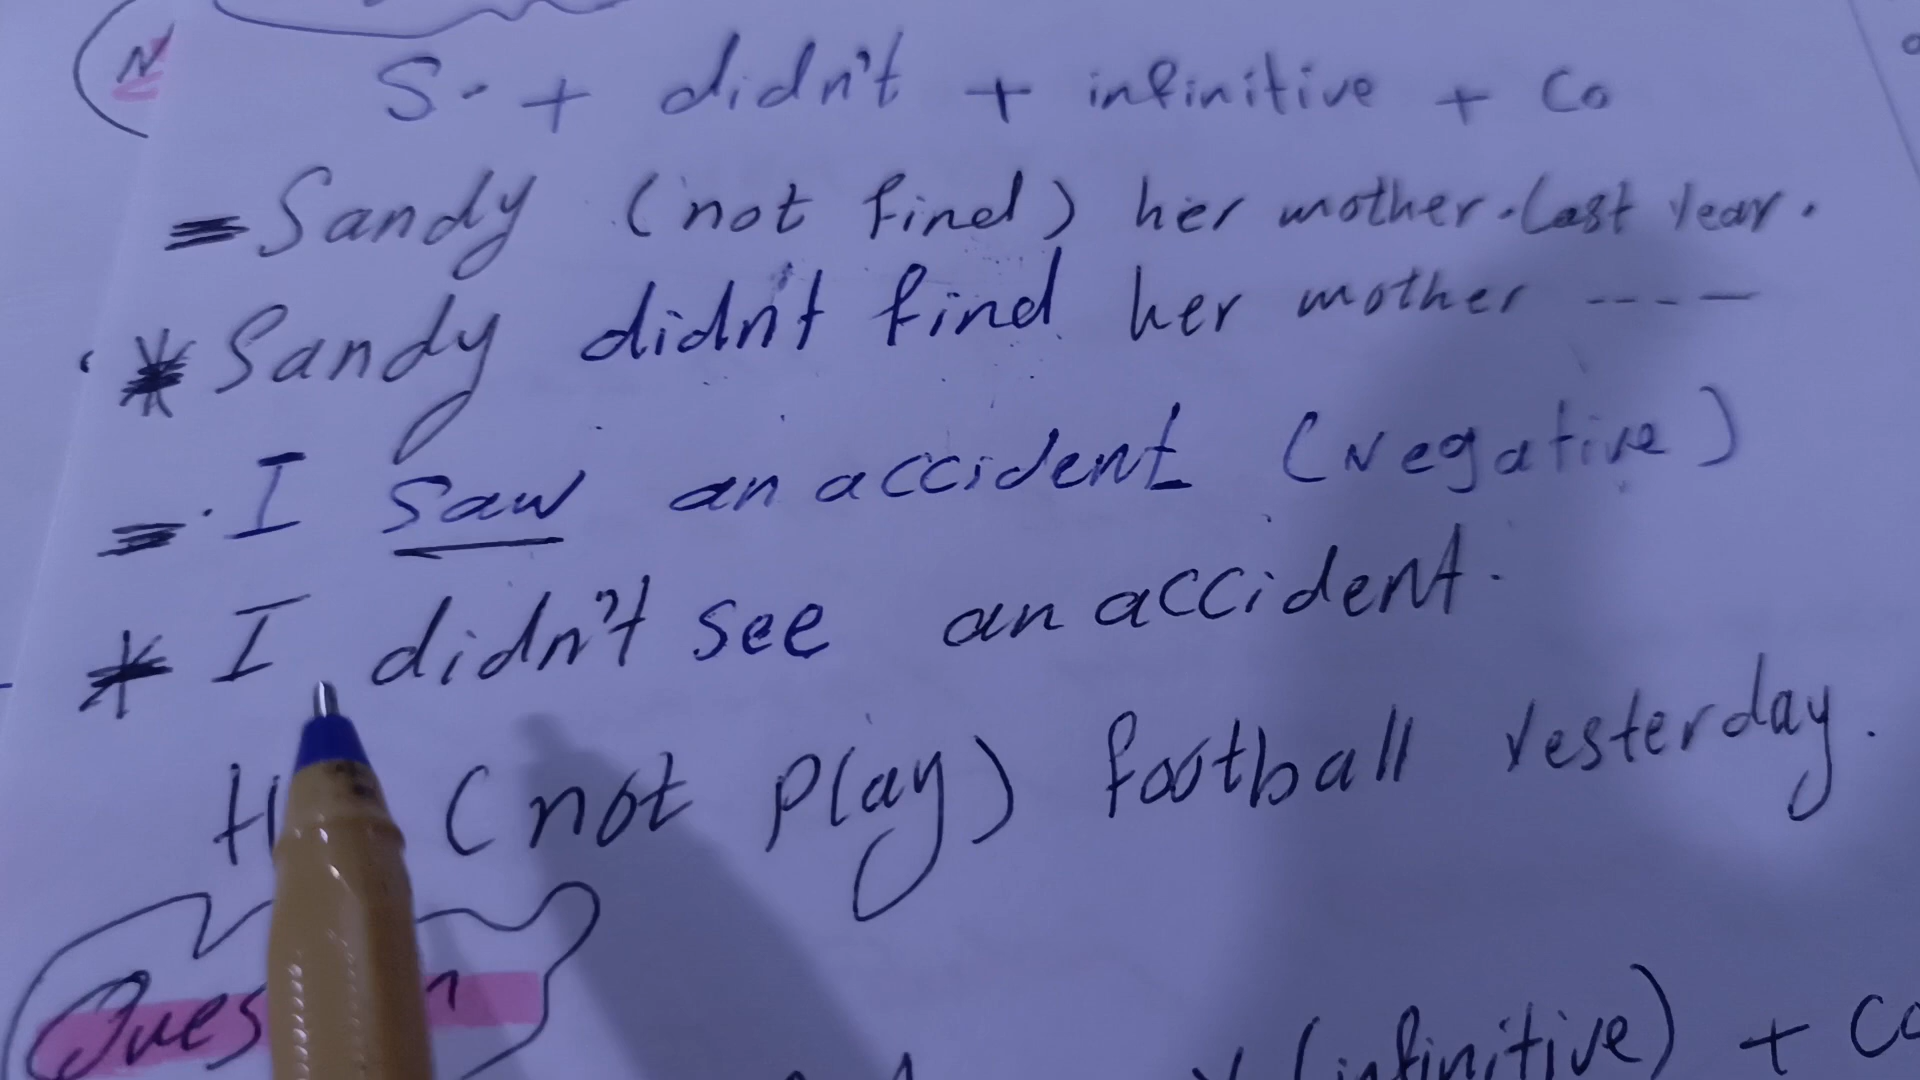 N
S. + didn't + infinitive + Co
= Sandy (not find) her mother. last year.
* Sandy didn't find her mother ----
= I saw an accident (Negative)
* I didn't see an accident.
(not play) football yesterday.
(infinitive) + Co